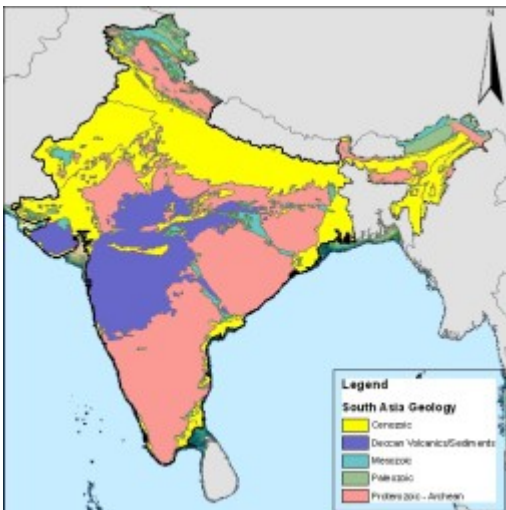 N
Legend
South Asia Geology
Cenozoic
Deccan Volcanics/Sediments
Mesozoic
Paleozoic
Proterozoic - Archean